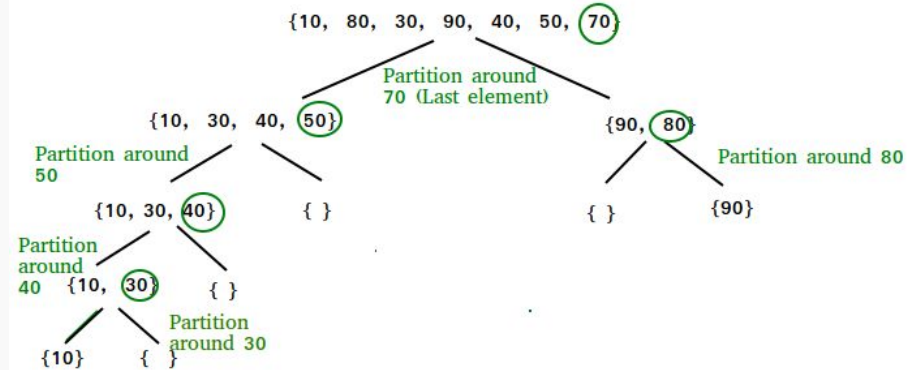 {10, 80, 30, 90, 40, 50, 70}
Partition around
70 (Last element)
{10, 30, 40, 50}
{90, 80}
Partition around
50
Partition around 80
{10, 30, 40}
{ }
{ }
{90}
Partition
around
40
{10, 30}
{ }
Partition
around 30
{10}
{ }